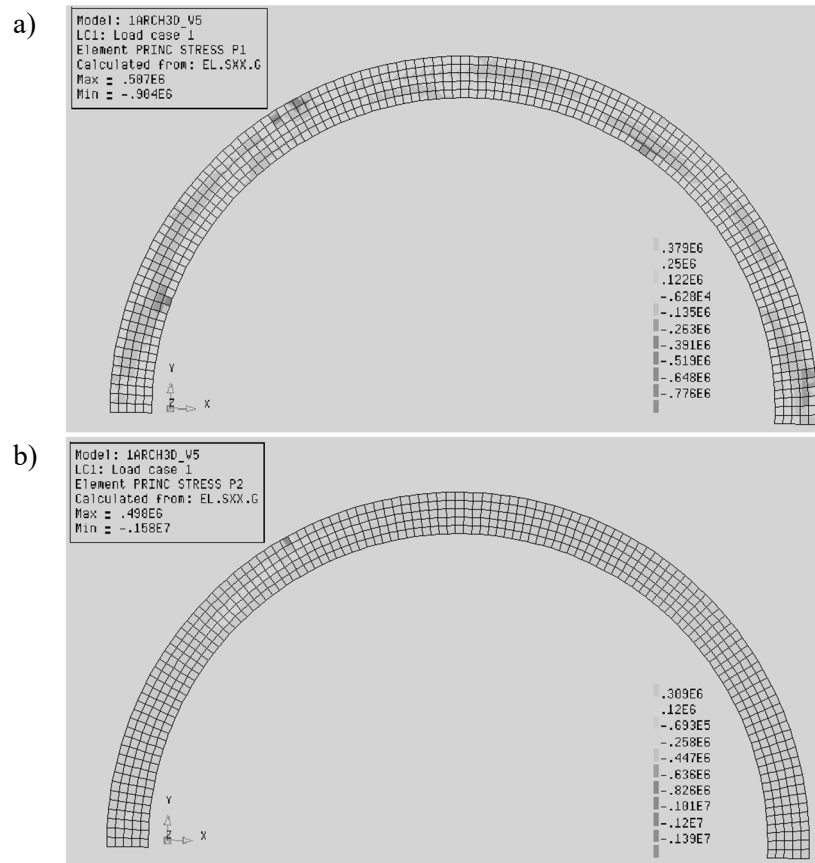 a)
Model: 1ARCH3D_V5
LC1: Load case 1
Element PRINC STRESS P1
Calculated from: EL.SXX.G
Max = .507E6
Min = -.904E6
.379E6
.25E6
.122E6
-.628E4
-.135E6
-.263E6
-.391E6
-.519E6
-.648E6
-.776E6
Y
Z X
b)
Model: 1ARCH3D_V5
LC1: Load case 1
Element PRINC STRESS P2
Calculated from: EL.SXX.G
Max = .498E6
Min = -.158E7
.309E6
.12E6
-.693E5
-.258E6
-.447E6
-.636E6
-.826E6
-.101E7
-.12E7
-.139E7
Y
Z X